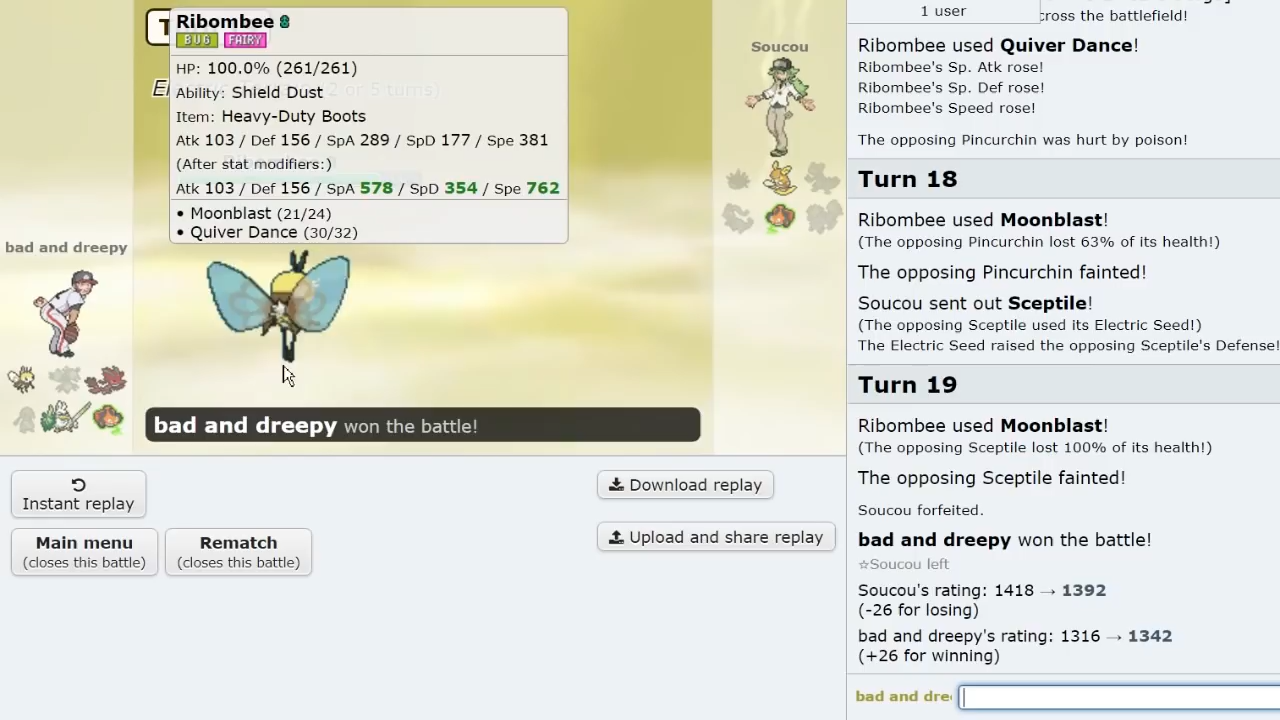 Ribombee
BUG FAIRY
HP: 100.0% (261/261)
Ability: Shield Dust
Item: Heavy-Duty Boots
Atk 103 / Def 156 / SpA 289 / SpD 177 / Spe 381
(After stat modifiers:)
Atk 103 / Def 156 / SpA 578 / SpD 354 / Spe 762
• Moonblast (21/24)
• Quiver Dance (30/32)
or 5 turns)
Soucou
bad and dreepy
bad and dreepy won the battle!
Instant replay
Download replay
Main menu
(closes this battle)
Rematch
(closes this battle)
Upload and share replay
1 user
cross the battlefield!
Ribombee used Quiver Dance!
Ribombee's Sp. Atk rose!
Ribombee's Sp. Def rose!
Ribombee's Speed rose!
The opposing Pincurchin was hurt by poison!
Turn 18
Ribombee used Moonblast!
(The opposing Pincurchin lost 63% of its health!)
The opposing Pincurchin fainted!
Soucou sent out Sceptile!
(The opposing Sceptile used its Electric Seed!)
The Electric Seed raised the opposing Sceptile's Defense!
Turn 19
Ribombee used Moonblast!
(The opposing Sceptile lost 100% of its health!)
The opposing Sceptile fainted!
Soucou forfeited.
bad and dreepy won the battle!
☆Soucou left
Soucou's rating: 1418 → 1392
(-26 for losing)
bad and dreepy's rating: 1316 → 1342
(+26 for winning)
bad and dree